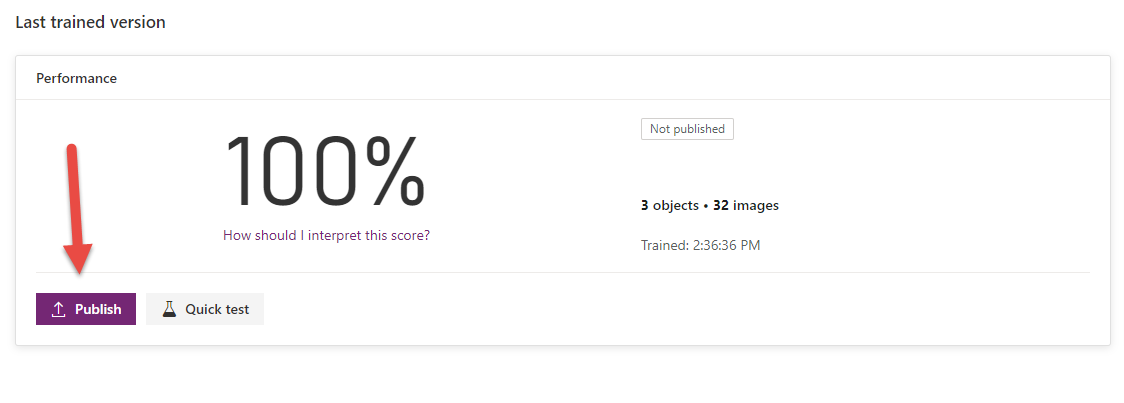 Last trained version
Performance
100%
How should I interpret this score?
Not published
3 objects • 32 images
Trained: 2:36:36 PM
Publish
Quick test